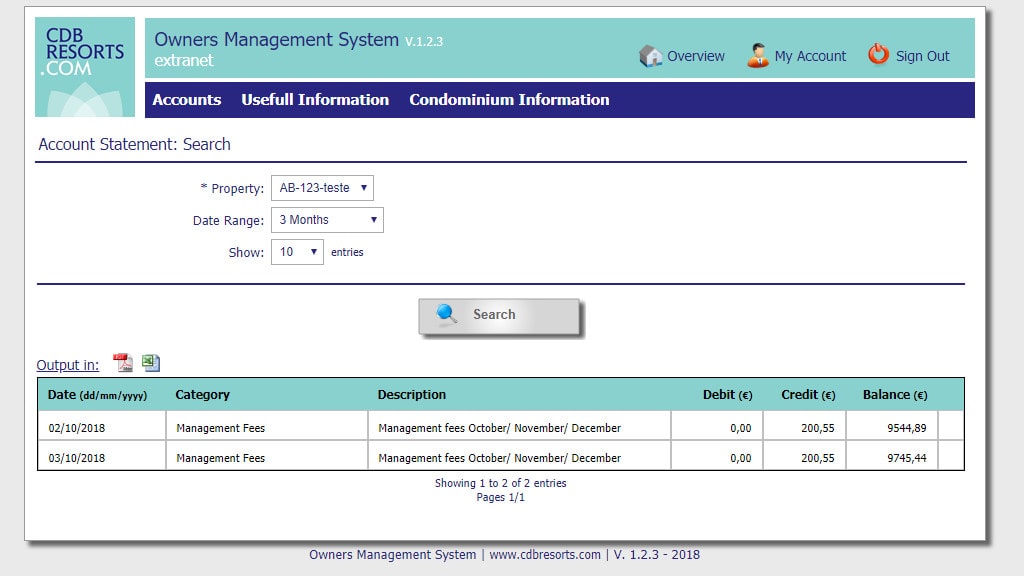 CDB
RESORTS
.COM
Owners Management System V.1.2.3
extranet
Overview My Account Sign Out
Accounts Usefull Information Condominium Information
Account Statement: Search
* Property: AB-123-teste
Date Range: 3 Months
Show: 10 entries
Search
Output in:
Date (dd/mm/yyyy) Category Description Debit (€) Credit (€) Balance (€)
02/10/2018 Management Fees Management fees October/ November/ December 0,00 200,55 9544,89
03/10/2018 Management Fees Management fees October/ November/ December 0,00 200,55 9745,44
Showing 1 to 2 of 2 entries
Pages 1/1
Owners Management System | www.cdbresorts.com | V. 1.2.3 - 2018